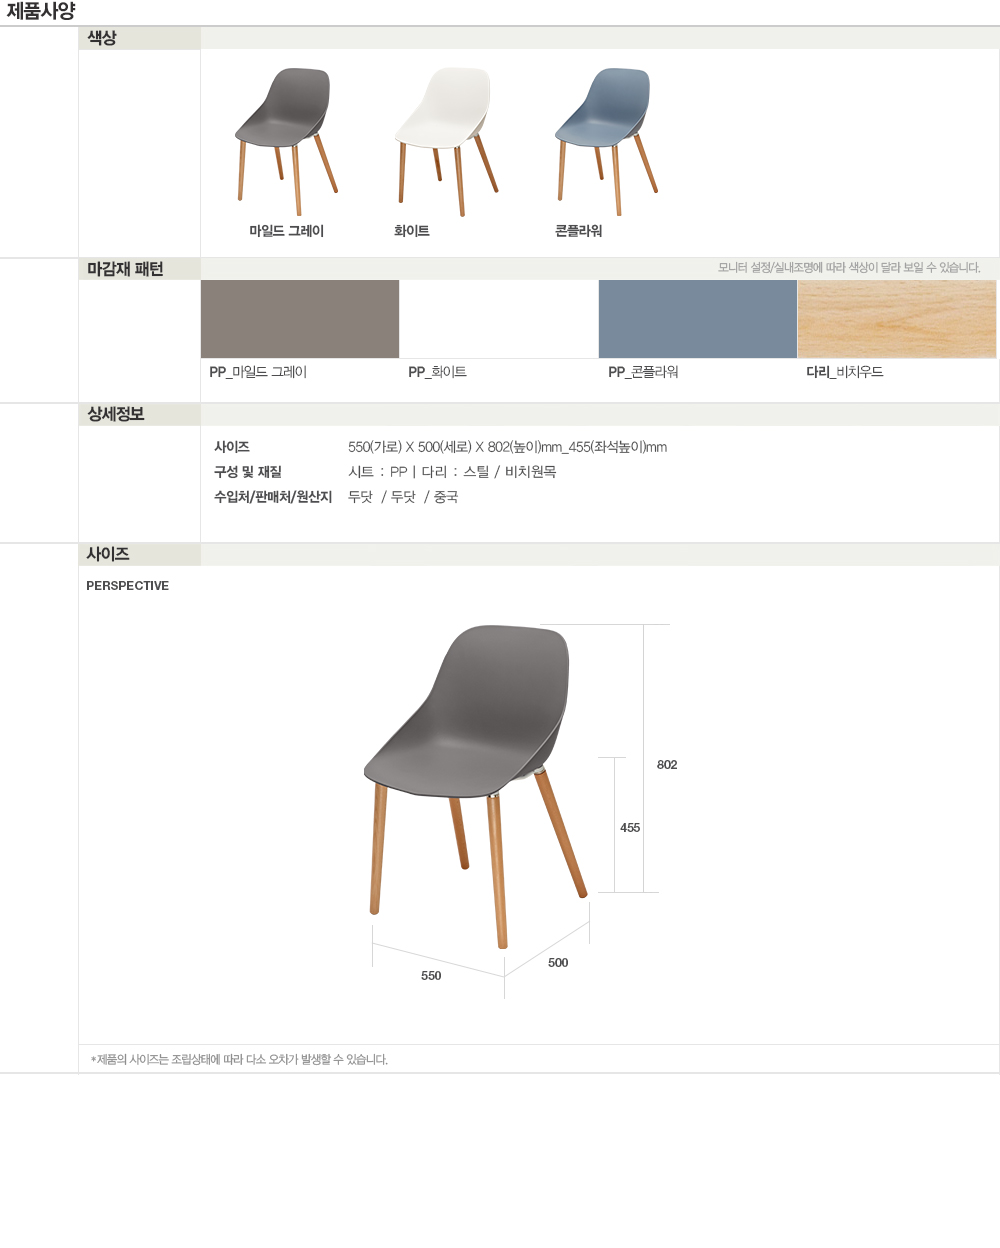 제품사양
색상
마일드 그레이
화이트
콘플라워
마감재 패턴
모니터 설정/실내조명에 따라 색상이 달라 보일 수 있습니다.
PP_마일드 그레이
PP_화이트
PP_콘플라워
다리_비치우드
상세정보
사이즈 550(가로) X 500(세로) X 802(높이)mm_455(좌석높이)mm
구성 및 재질 시트 : PP | 다리 : 스틸 / 비치원목
수입처/판매처/원산지 두닷 / 두닷 / 중국
사이즈
PERSPECTIVE
802
455
500
550
*제품의 사이즈는 조립상태에 따라 다소 오차가 발생할 수 있습니다.